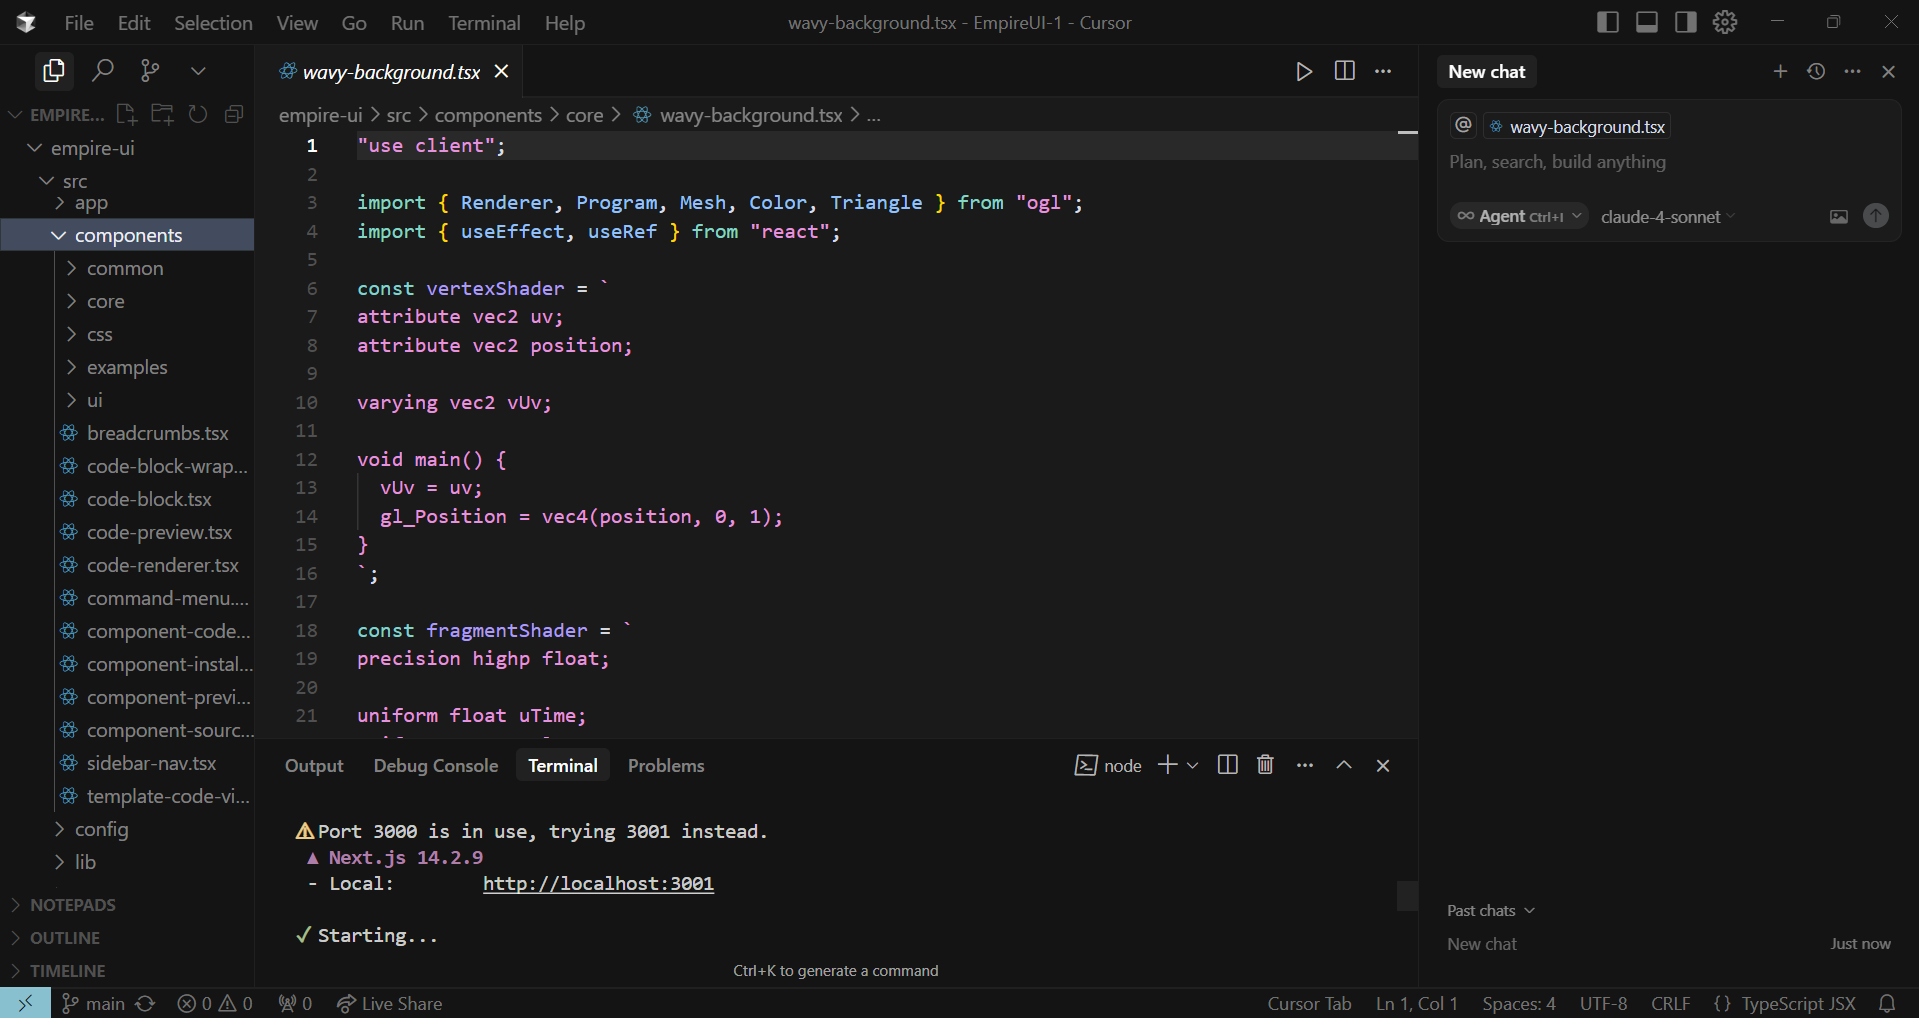 File Edit Selection View Go Run Terminal Help
wavy-background.tsx - EmpireUI-1 - Cursor
EMPIRE...
empire-ui
src
app
components
common
core
css
examples
ui
breadcrumbs.tsx
code-block-wrap...
code-block.tsx
code-preview.tsx
code-renderer.tsx
command-menu....
component-code...
component-instal...
component-previ...
component-sourc...
sidebar-nav.tsx
template-code-vi...
config
lib
NOTEPADS
OUTLINE
TIMELINE
wavy-background.tsx
empire-ui > src > components > core > wavy-background.tsx > ...
1 "use client";
2
3 import { Renderer, Program, Mesh, Color, Triangle } from "ogl";
4 import { useEffect, useRef } from "react";
5
6 const vertexShader = `
7 attribute vec2 uv;
8 attribute vec2 position;
9
10 varying vec2 vUv;
11
12 void main() {
13 vUv = uv;
14 gl_Position = vec4(position, 0, 1);
15 }
16 `;
17
18 const fragmentShader = `
19 precision highp float;
20
21 uniform float uTime;
Output Debug Console Terminal Problems
node
⚠Port 3000 is in use, trying 3001 instead.
▲ Next.js 14.2.9
- Local: http://localhost:3001
✓ Starting...
Ctrl+K to generate a command
New chat
@ wavy-background.tsx
Plan, search, build anything
∞ Agent Ctrl+I claude-4-sonnet
Past chats
New chat Just now
main 0 0 0 Live Share
Cursor Tab Ln 1, Col 1 Spaces: 4 UTF-8 CRLF {} TypeScript JSX